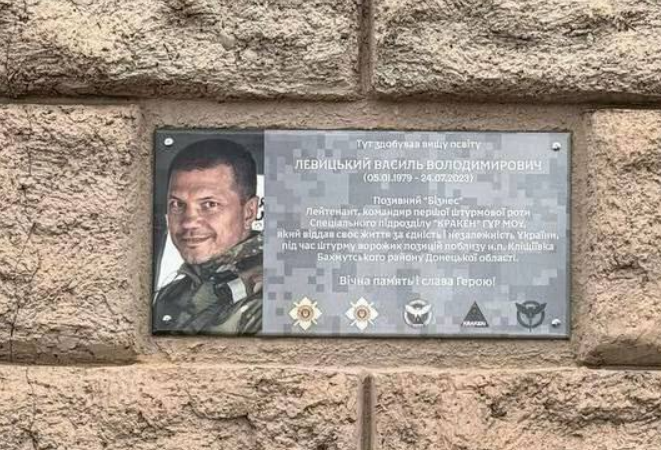 Тут здобував вищу освіту
ЛЕВИЦЬКИЙ ВАСИЛЬ ВОЛОДИМИРОВИЧ
(05.01.1979 - 24.07.2023)
Позивний "Бізнес"
Лейтенант, командир першої штурмової роти
Спеціального підрозділу "КРАКЕН" ГУР МОУ,
який віддав своє життя за єдність і незалежність України,
під час штурму ворожих позицій поблизу н.п. Кліщіївка
Бахмутського району Донецької області.
Вічна пам'ять і слава Герою!
KRAKEN